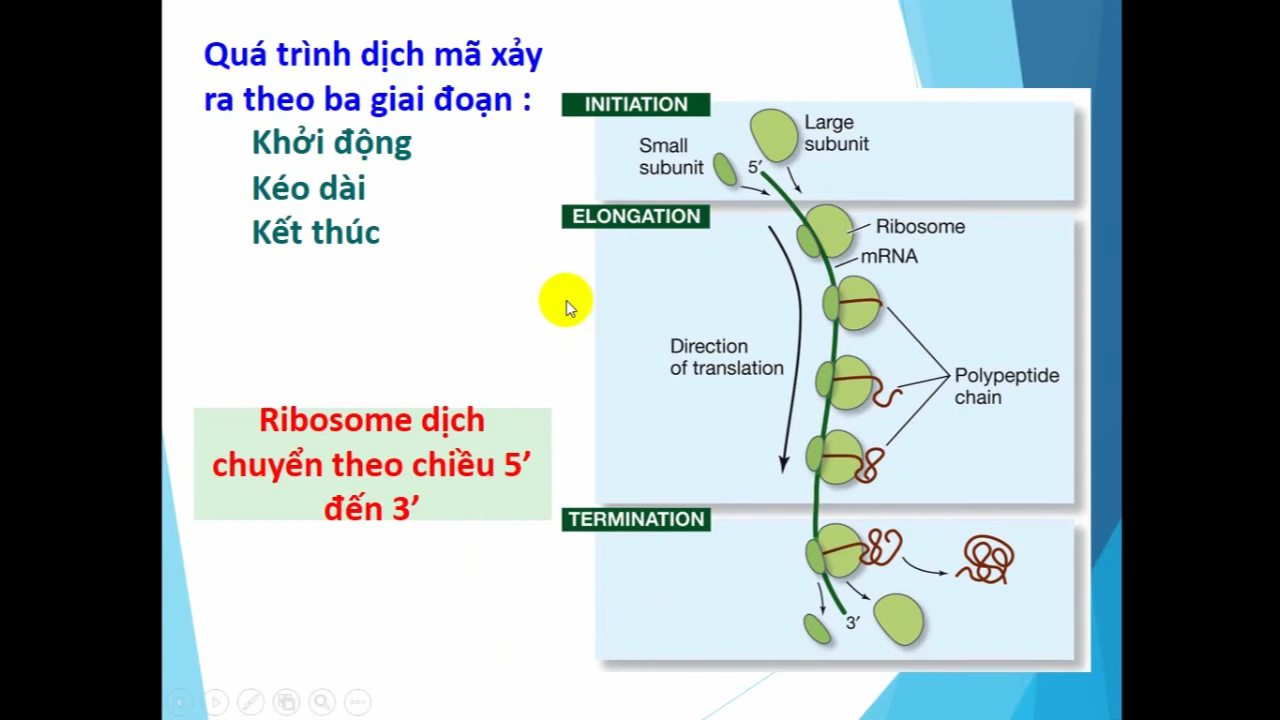 Quá trình dịch mã xảy
ra theo ba giai đoạn :
Khởi động
Kéo dài
Kết thúc
Ribosome dịch
chuyển theo chiều 5’
đến 3’
INITIATION
Large
subunit
Small
subunit
5′
ELONGATION
Ribosome
mRNA
Direction
of translation
Polypeptide
chain
TERMINATION
3′